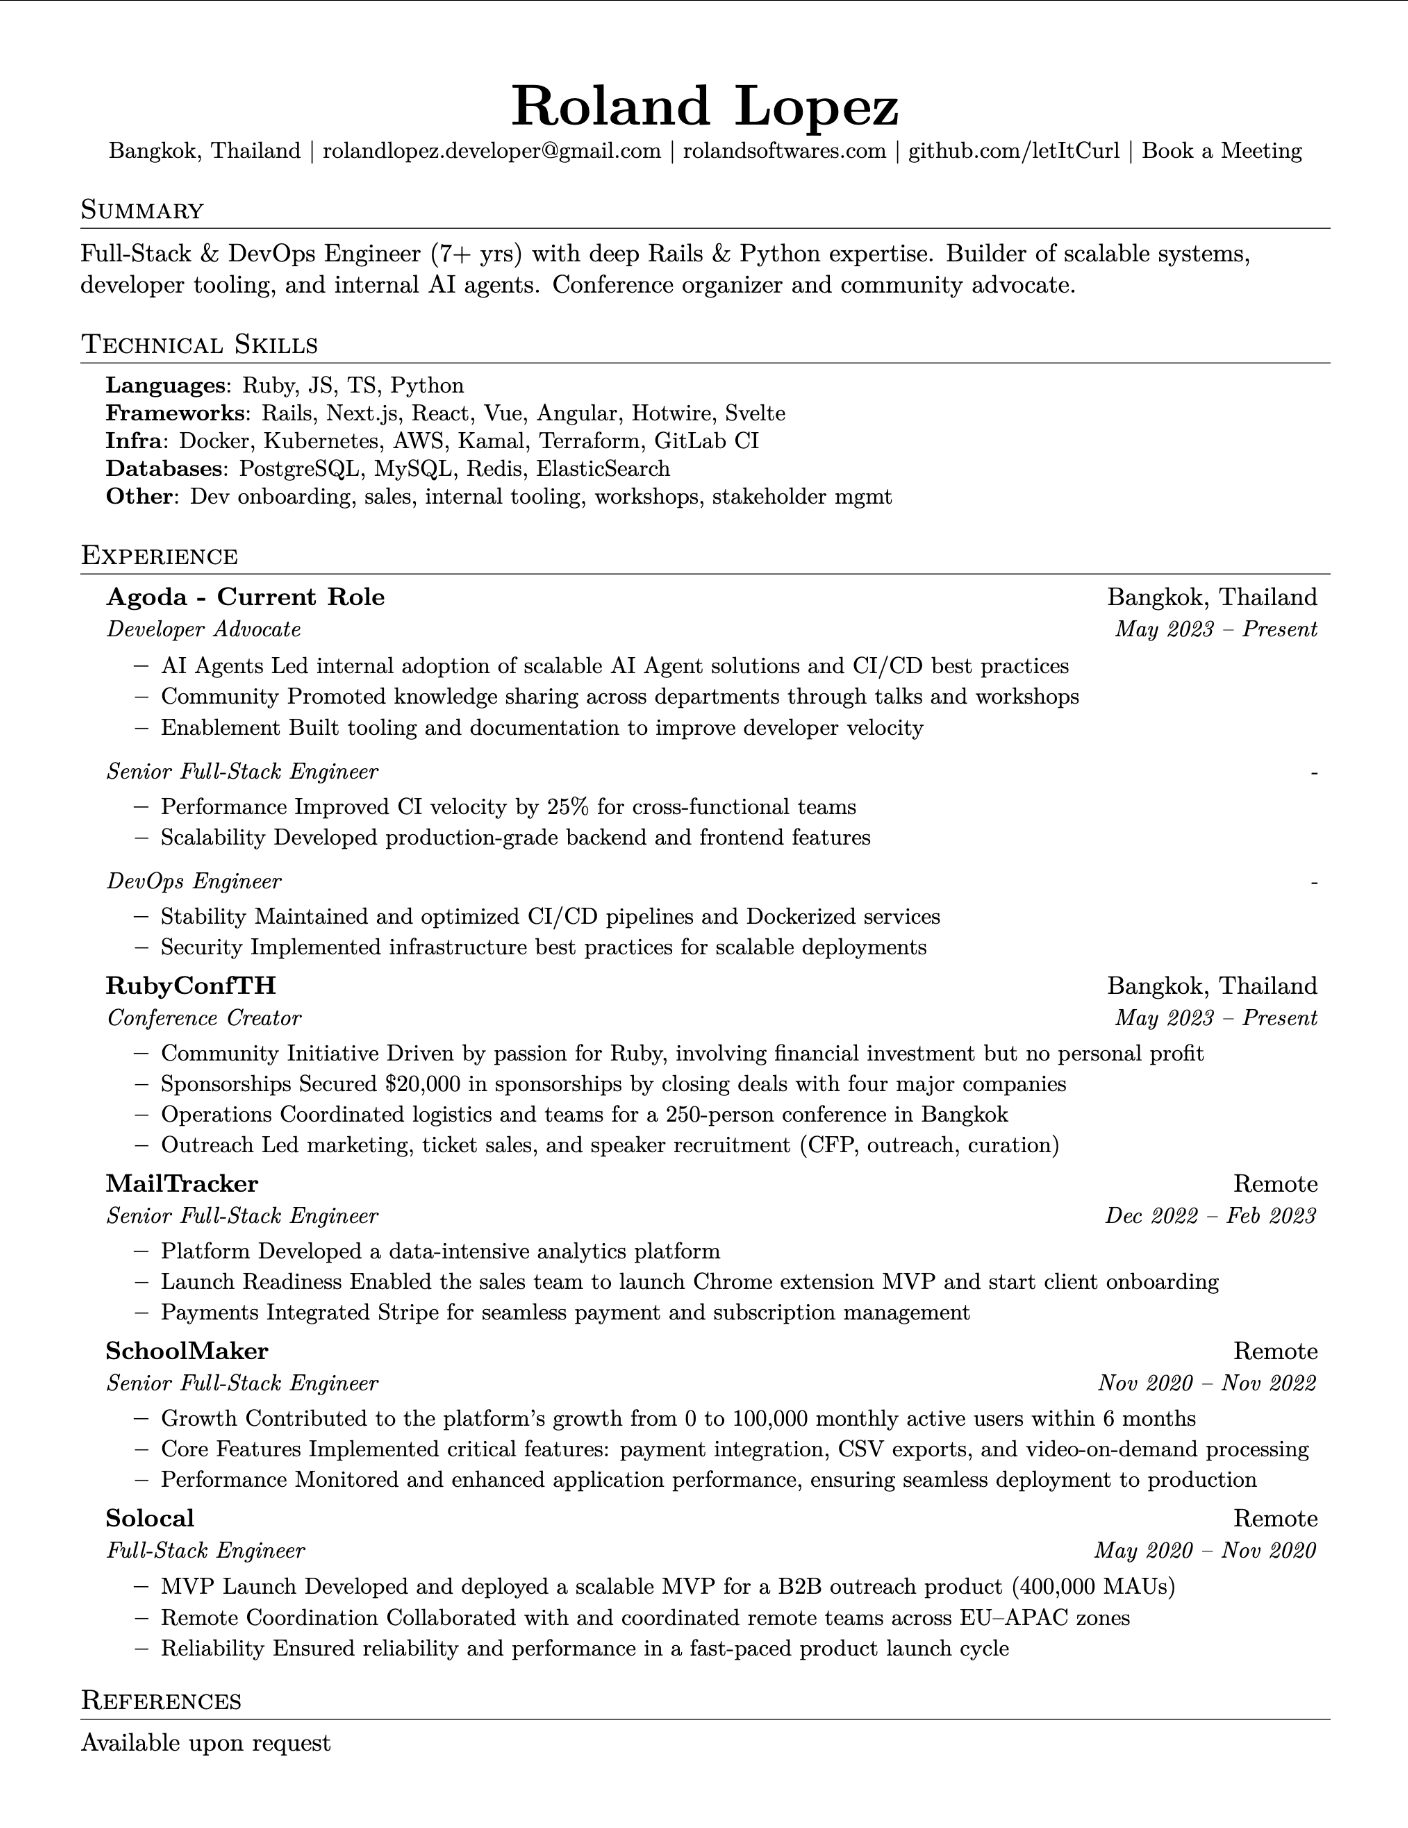 Roland Lopez
Bangkok, Thailand | rolandlopez.developer@gmail.com | rolandsoftwares.com | github.com/letItCurl | Book a Meeting
Summary
Full-Stack & DevOps Engineer (7+ yrs) with deep Rails & Python expertise. Builder of scalable systems,
developer tooling, and internal AI agents. Conference organizer and community advocate.
Technical Skills
Languages: Ruby, JS, TS, Python
Frameworks: Rails, Next.js, React, Vue, Angular, Hotwire, Svelte
Infra: Docker, Kubernetes, AWS, Kamal, Terraform, GitLab CI
Databases: PostgreSQL, MySQL, Redis, ElasticSearch
Other: Dev onboarding, sales, internal tooling, workshops, stakeholder mgmt
Experience
Agoda - Current Role Bangkok, Thailand
Developer Advocate May 2023 – Present
– AI Agents Led internal adoption of scalable AI Agent solutions and CI/CD best practices
– Community Promoted knowledge sharing across departments through talks and workshops
– Enablement Built tooling and documentation to improve developer velocity
Senior Full-Stack Engineer -
– Performance Improved CI velocity by 25% for cross-functional teams
– Scalability Developed production-grade backend and frontend features
DevOps Engineer -
– Stability Maintained and optimized CI/CD pipelines and Dockerized services
– Security Implemented infrastructure best practices for scalable deployments
RubyConfTH Bangkok, Thailand
Conference Creator May 2023 – Present
– Community Initiative Driven by passion for Ruby, involving financial investment but no personal profit
– Sponsorships Secured $20,000 in sponsorships by closing deals with four major companies
– Operations Coordinated logistics and teams for a 250-person conference in Bangkok
– Outreach Led marketing, ticket sales, and speaker recruitment (CFP, outreach, curation)
MailTracker Remote
Senior Full-Stack Engineer Dec 2022 – Feb 2023
– Platform Developed a data-intensive analytics platform
– Launch Readiness Enabled the sales team to launch Chrome extension MVP and start client onboarding
– Payments Integrated Stripe for seamless payment and subscription management
SchoolMaker Remote
Senior Full-Stack Engineer Nov 2020 – Nov 2022
– Growth Contributed to the platform's growth from 0 to 100,000 monthly active users within 6 months
– Core Features Implemented critical features: payment integration, CSV exports, and video-on-demand processing
– Performance Monitored and enhanced application performance, ensuring seamless deployment to production
Solocal Remote
Full-Stack Engineer May 2020 – Nov 2020
– MVP Launch Developed and deployed a scalable MVP for a B2B outreach product (400,000 MAUs)
– Remote Coordination Collaborated with and coordinated remote teams across EU–APAC zones
– Reliability Ensured reliability and performance in a fast-paced product launch cycle
References
Available upon request